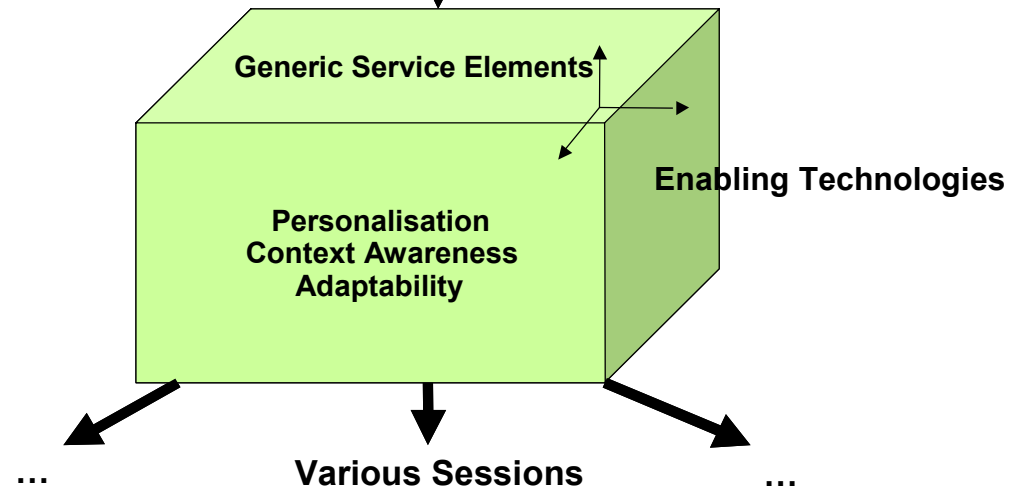 Generic Service Elements
Enabling Technologies
Personalisation
Context Awareness
Adaptability
... Various Sessions ...